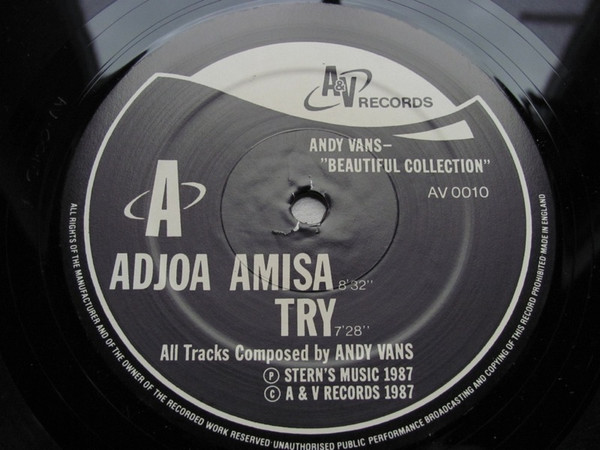 A&V RECORDS
ANDY VANS–
"BEAUTIFUL COLLECTION"
AV 0010
A
ADJOA AMISA 8'32"
TRY 7'28"
All Tracks Composed by ANDY VANS
Ⓟ STERN'S MUSIC 1987
© A & V RECORDS 1987
ALL RIGHTS OF THE MANUFACTURER AND OF THE OWNER OF THE RECORDED WORK RESERVED·UNAUTHORISED PUBLIC PERFORMANCE BROADCASTING AND COPYING OF THIS RECORD PROHIBITED MADE IN ENGLAND